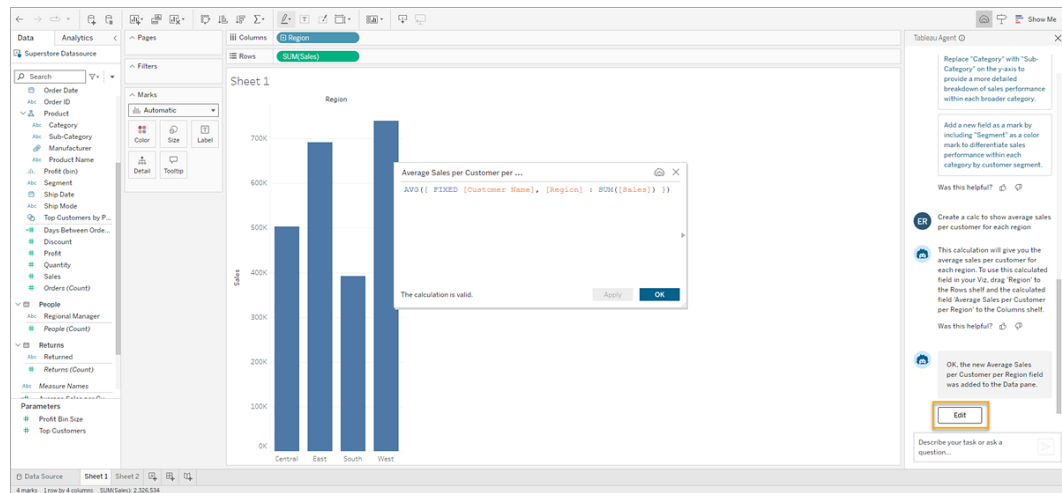 Show Me
Data
Analytics
Pages
Columns
Region
Tableau Agent
Superstore Datasource
Rows
SUM(Sales)
Search
Filters
Sheet 1
Order Date
Abc Order ID
Product
Abc Category
Abc Sub-Category
Manufacturer
Abc Product Name
Profit (bin)
Abc Segment
Ship Date
Abc Ship Mode
Top Customers by P...
Days Between Orde...
# Discount
# Profit
# Quantity
# Sales
# Orders (Count)
People
Abc Regional Manager
# People (Count)
Returns
Abc Returned
# Returns (Count)
Abc Measure Names
Parameters
# Profit Bin Size
# Top Customers
Marks
Automatic
Color
Size
Label
Detail
Tooltip
Region
Sales
700K
600K
500K
400K
300K
200K
100K
0K
Central
East
South
West
Average Sales per Customer per ...
AVG({ FIXED [Customer Name], [Region] : SUM([Sales]) })
The calculation is valid.
Apply
OK
Replace "Category" with "Sub-
Category" on the y-axis to
provide a more detailed
breakdown of sales performance
within each broader category.
Add a new field as a mark by
including "Segment" as a color
mark to differentiate sales
performance within each
category by customer segment.
Was this helpful?
ER
Create a calc to show average sales
per customer for each region
This calculation will give you the
average sales per customer for
each region. To use this calculated
field in your Viz, drag 'Region' to
the Rows shelf and the calculated
field 'Average Sales per Customer
per Region' to the Columns shelf.
Was this helpful?
OK, the new Average Sales
per Customer per Region field
was added to the Data pane.
Edit
Describe your task or ask a
question...
Data Source
Sheet 1
Sheet 2
4 marks 1 row by 4 columns SUM(Sales): 2,326,534